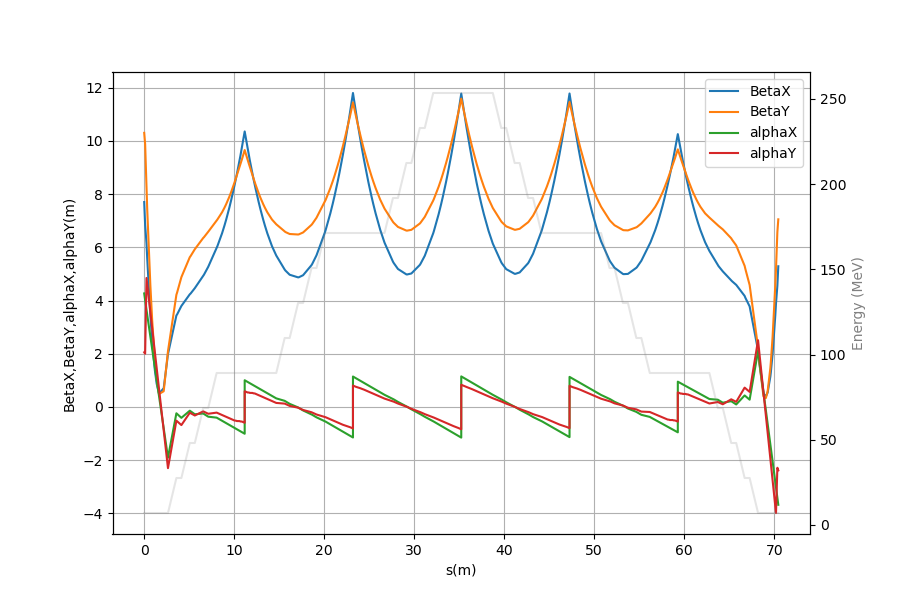 BetaX
BetaY
alphaX
alphaY
12
10
8
6
4
2
0
−2
−4
250
200
150
100
50
0
BetaX,BetaY,alphaX,alphaY(m)
Energy (MeV)
0 10 20 30 40 50 60 70
s(m)